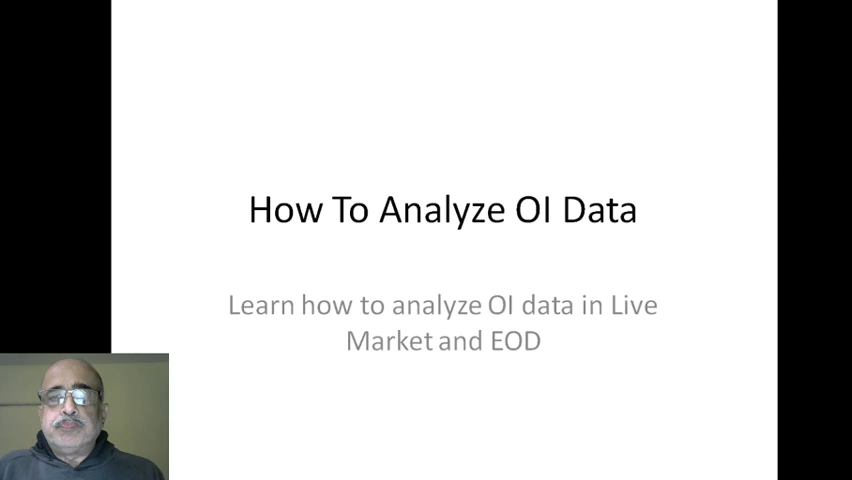 How To Analyze OI Data
Learn how to analyze OI data in Live
Market and EOD